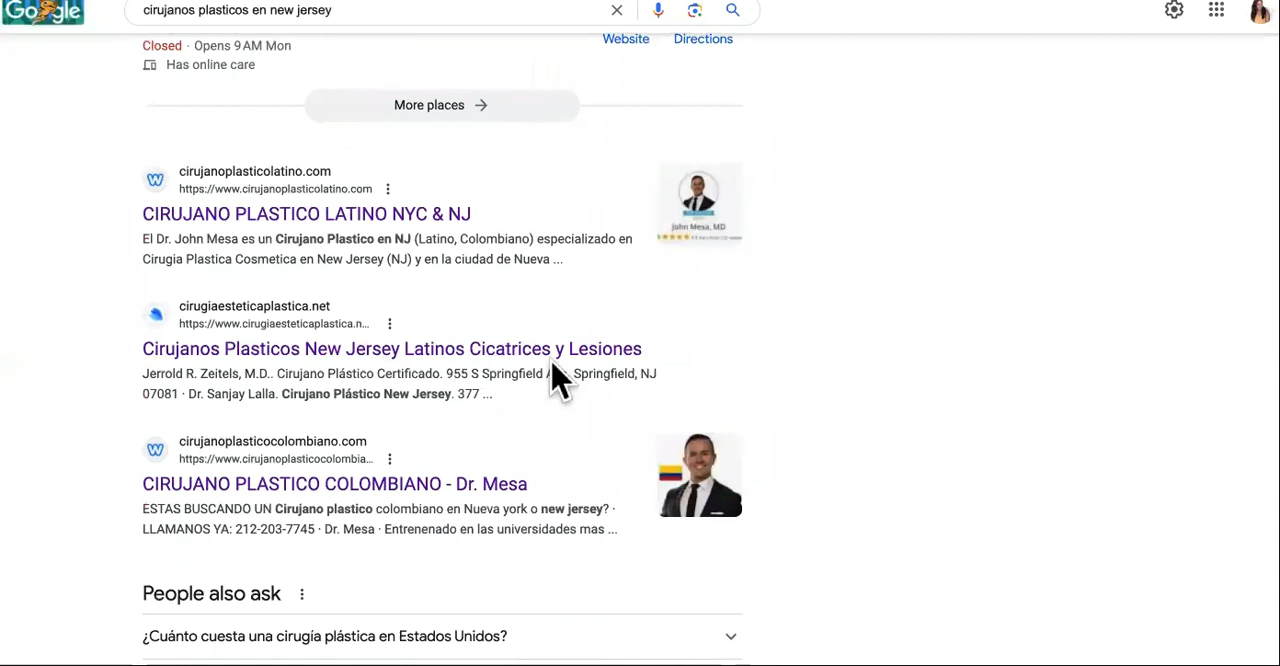 Google
cirujanos plasticos en new jersey
Closed · Opens 9 AM Mon
Website
Directions
Has online care
More places
cirujanoplasticolatino.com
https://www.cirujanoplasticolatino.com
CIRUJANO PLASTICO LATINO NYC & NJ
El Dr. John Mesa es un Cirujano Plastico en NJ (Latino, Colombiano) especializado en
Cirugia Plastica Cosmetica en New Jersey (NJ) y en la ciudad de Nueva ...
John Mesa, MD
cirugiaesteticaplastica.net
https://www.cirugiaesteticaplastica.n...
Cirujanos Plasticos New Jersey Latinos Cicatrices y Lesiones
Jerrold R. Zeitels, M.D.. Cirujano Plástico Certificado. 955 S Springfield Springfield, NJ
07081 · Dr. Sanjay Lalla. Cirujano Plástico New Jersey. 377 ...
cirujanoplasticocolombiano.com
https://www.cirujanoplasticocolombia...
CIRUJANO PLASTICO COLOMBIANO - Dr. Mesa
ESTAS BUSCANDO UN Cirujano plastico colombiano en Nueva york o new jersey? ·
LLAMANOS YA: 212-203-7745 · Dr. Mesa · Entrenenado en las universidades mas ...
People also ask
¿Cuánto cuesta una cirugía plástica en Estados Unidos?